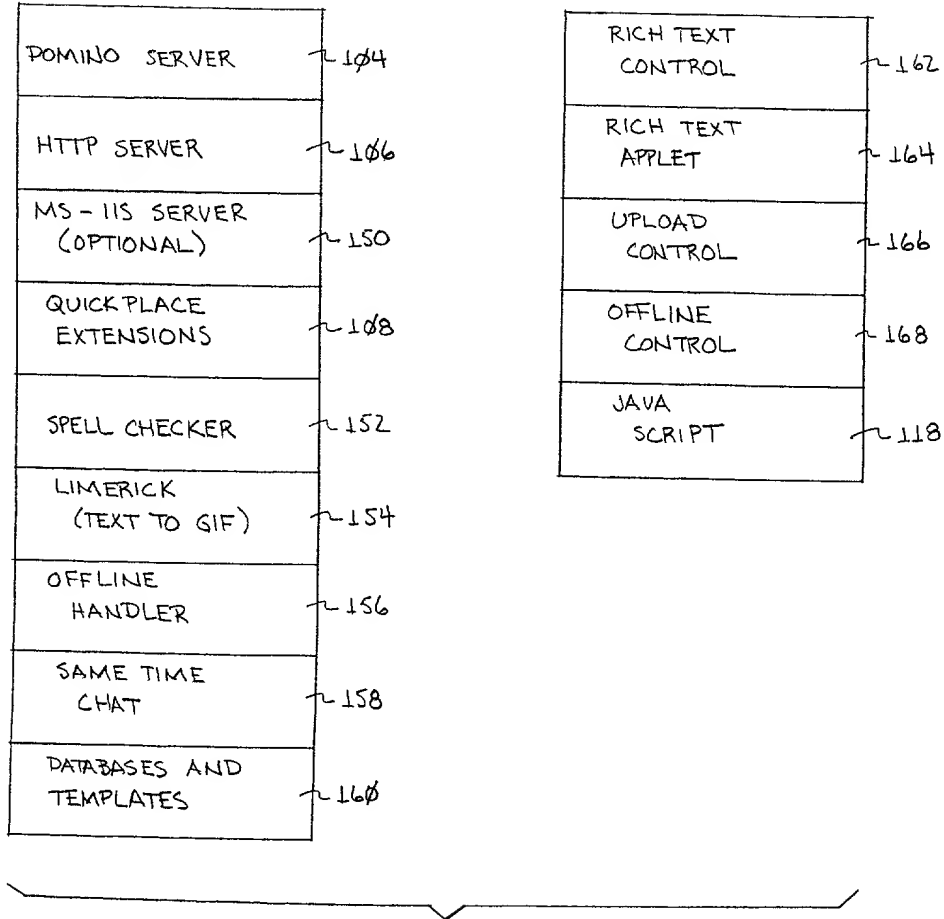 DOMINO SERVER 104
HTTP SERVER 106
MS-IIS SERVER
(OPTIONAL) 150
QUICKPLACE
EXTENSIONS 108
SPELL CHECKER 152
LIMERICK
(TEXT TO GIF) 154
OFFLINE
HANDLER 156
SAME TIME
CHAT 158
DATABASES AND
TEMPLATES 160
RICH TEXT
CONTROL 162
RICH TEXT
APPLET 164
UPLOAD
CONTROL 166
OFFLINE
CONTROL 168
JAVA
SCRIPT 118